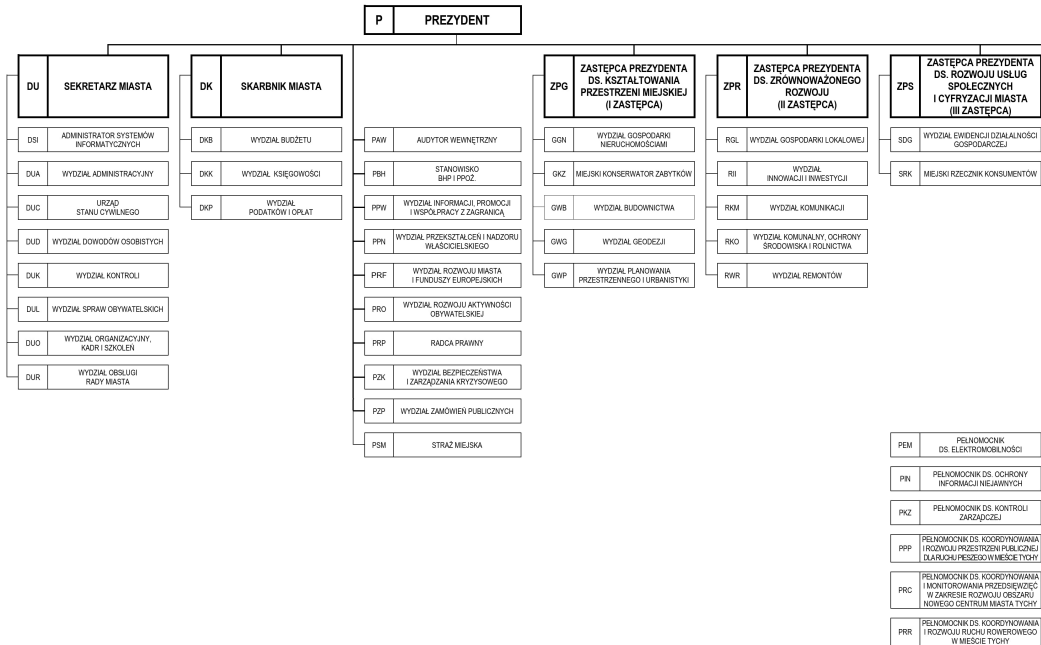 P PREZYDENT
DU SEKRETARZ MIASTA
DSI ADMINISTRATOR SYSTEMÓW
INFORMATYCZNYCH
DUA WYDZIAŁ ADMINISTRACYJNY
DUC URZĄD
STANU CYWILNEGO
DUD WYDZIAŁ DOWODÓW OSOBISTYCH
DUK WYDZIAŁ KONTROLI
DUL WYDZIAŁ SPRAW OBYWATELSKICH
DUO WYDZIAŁ ORGANIZACYJNY,
KADR I SZKOLEŃ
DUR WYDZIAŁ OBSŁUGI
RADY MIASTA
DK SKARBNIK MIASTA
DKB WYDZIAŁ BUDŻETU
DKK WYDZIAŁ KSIĘGOWOŚCI
DKP WYDZIAŁ
PODATKÓW I OPŁAT
PAW AUDYTOR WEWNĘTRZNY
PBH STANOWISKO
BHP I PPOŻ.
PPW WYDZIAŁ INFORMACJI, PROMOCJI
I WSPÓŁPRACY Z ZAGRANICĄ
PPN WYDZIAŁ PRZEKSZTAŁCEŃ I NADZORU
WŁAŚCICIELSKIEGO
PRF WYDZIAŁ ROZWOJU MIASTA
I FUNDUSZY EUROPEJSKICH
PRO WYDZIAŁ ROZWOJU AKTYWNOŚCI
OBYWATELSKIEJ
PRP RADCA PRAWNY
PZK WYDZIAŁ BEZPIECZEŃSTWA
I ZARZĄDZANIA KRYZYSOWEGO
PZP WYDZIAŁ ZAMÓWIEŃ PUBLICZNYCH
PSM STRAŻ MIEJSKA
ZPG ZASTĘPCA PREZYDENTA
DS. KSZTAŁTOWANIA
PRZESTRZENI MIEJSKIEJ
(I ZASTĘPCA)
GGN WYDZIAŁ GOSPODARKI
NIERUCHOMOŚCIAMI
GKZ MIEJSKI KONSERWATOR ZABYTKÓW
GWB WYDZIAŁ BUDOWNICTWA
GWG WYDZIAŁ GEODEZJI
GWP WYDZIAŁ PLANOWANIA
PRZESTRZENNEGO I URBANISTYKI
ZPR ZASTĘPCA PREZYDENTA
DS. ZRÓWNOWAŻONEGO
ROZWOJU
(II ZASTĘPCA)
RGL WYDZIAŁ GOSPODARKI LOKALOWEJ
RII WYDZIAŁ
INNOWACJI I INWESTYCJI
RKM WYDZIAŁ KOMUNIKACJI
RKO WYDZIAŁ KOMUNALNY, OCHRONY
ŚRODOWISKA I ROLNICTWA
RWR WYDZIAŁ REMONTÓW
ZPS ZASTĘPCA PREZYDENTA
DS. ROZWOJU USŁUG
SPOŁECZNYCH
I CYFRYZACJI MIASTA
(III ZASTĘPCA)
SDG WYDZIAŁ EWIDENCJI DZIAŁALNOŚCI
GOSPODARCZEJ
SRK MIEJSKI RZECZNIK KONSUMENTÓW
PEM PEŁNOMOCNIK
DS. ELEKTROMOBILNOŚCI
PIN PEŁNOMOCNIK DS. OCHRONY
INFORMACJI NIEJAWNYCH
PKZ PEŁNOMOCNIK DS. KONTROLI
ZARZĄDCZEJ
PPP PEŁNOMOCNIK DS. KOORDYNOWANIA
I ROZWOJU PRZESTRZENI PUBLICZNEJ
DLA RUCHU PIESZEGO W MIEŚCIE TYCHY
PRC PEŁNOMOCNIK DS. KOORDYNOWANIA
I MONITOROWANIA PRZEDSIĘWZIĘĆ
W ZAKRESIE ROZWOJU OBSZARU
NOWEGO CENTRUM MIASTA TYCHY
PRR PEŁNOMOCNIK DS. KOORDYNOWANIA
I ROZWOJU RUCHU ROWEROWEGO
W MIEŚCIE TYCHY